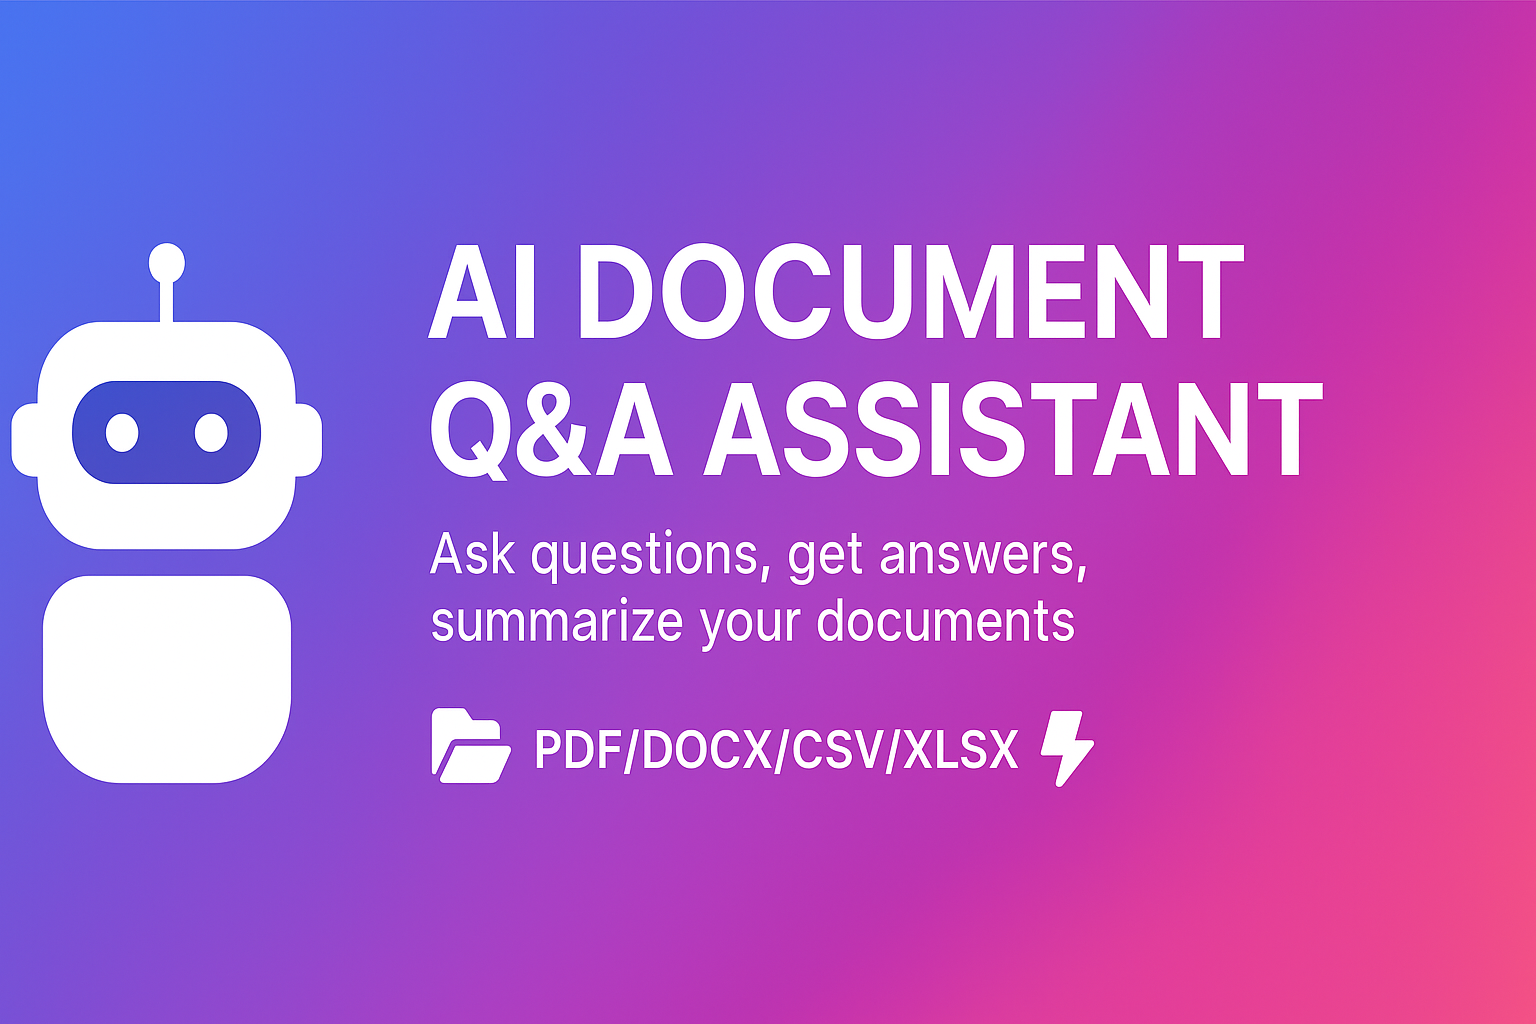 AI DOCUMENT
Q&A ASSISTANT
Ask questions, get answers,
summarize your documents
PDF/DOCX/CSV/XLSX